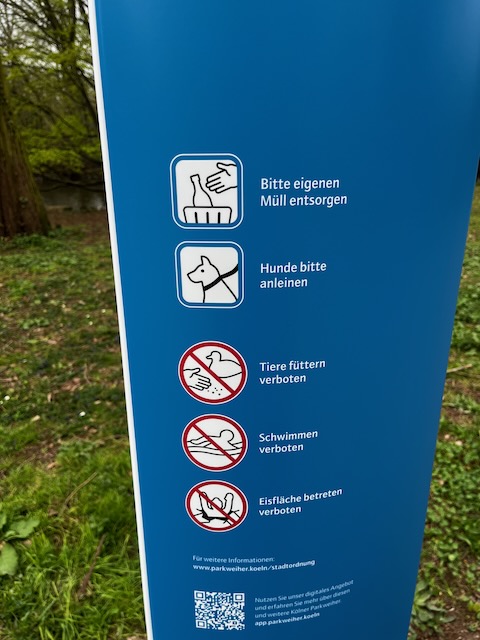 Bitte eigenen
Müll entsorgen
Hunde bitte
anleinen
Tiere füttern
verboten
Schwimmen
verboten
Eisfläche betreten
verboten
Für weitere Informationen:
www.parkweiher.koeln/stadtordnung
Nutzen Sie unser digitales Angebot
und erfahren Sie mehr über diesen
und weitere Kölner Parkweiher.
app.parkweiher.koeln